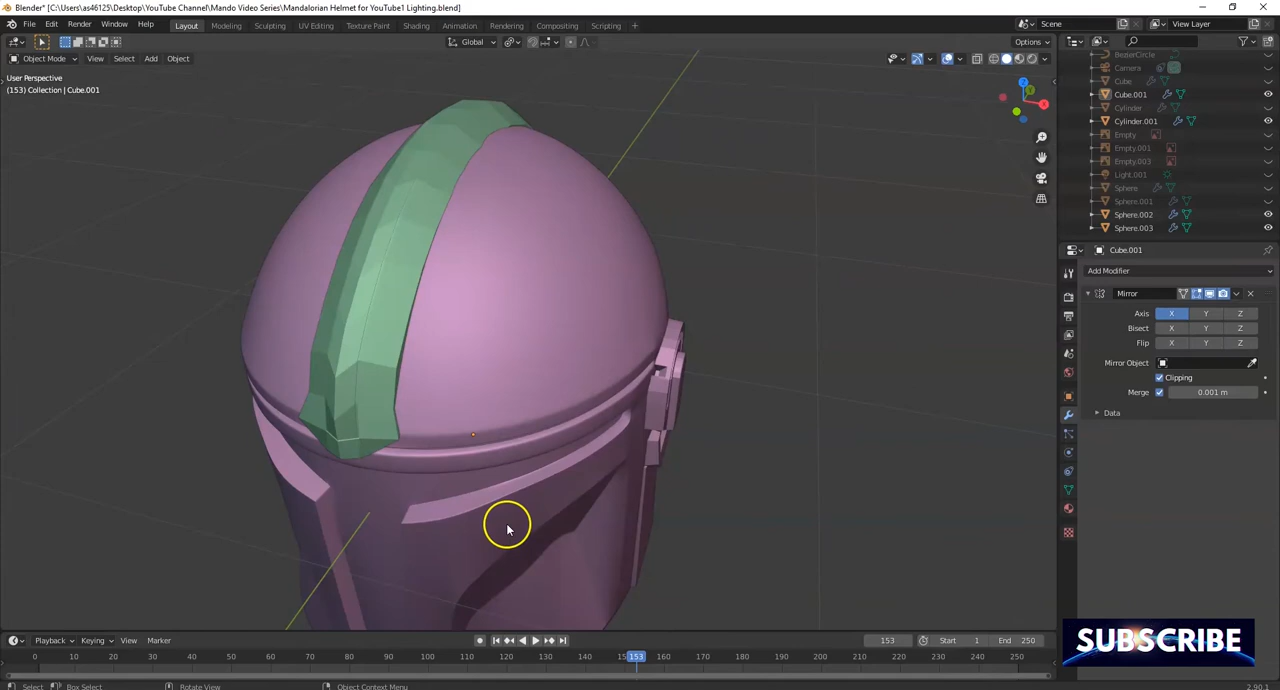 Blender* [C:\Users\as46125\Desktop\YouTube Channel\Mando Video Series\Mandalorian Helmet for YouTube1 Lighting.blend]
File Edit Render Window Help Layout Modeling Sculpting UV Editing Texture Paint Shading Animation Rendering Compositing Scripting + Scene View Layer
Global Options
Object Mode View Select Add Object
User Perspective
(153) Collection | Cube.001
Z
X
BezierCircle
Camera
Cube
Cube.001
Cylinder
Cylinder.001
Empty
Empty.001
Empty.003
Light.001
Sphere
Sphere.001
Sphere.002
Sphere.003
Cube.001
Add Modifier
Mirror
Axis X Y Z
Bisect X Y Z
Flip X Y Z
Mirror Object
Clipping
Merge 0.001 m
Data
SUBSCRIBE
Playback Keying View Marker 153 Start 1 End 250
0 10 20 30 40 50 60 70 80 90 100 110 120 130 140 153 160 170 180 190 200 210 220 230 240 250
Select Box Select Rotate View Object Context Menu 2.90.1